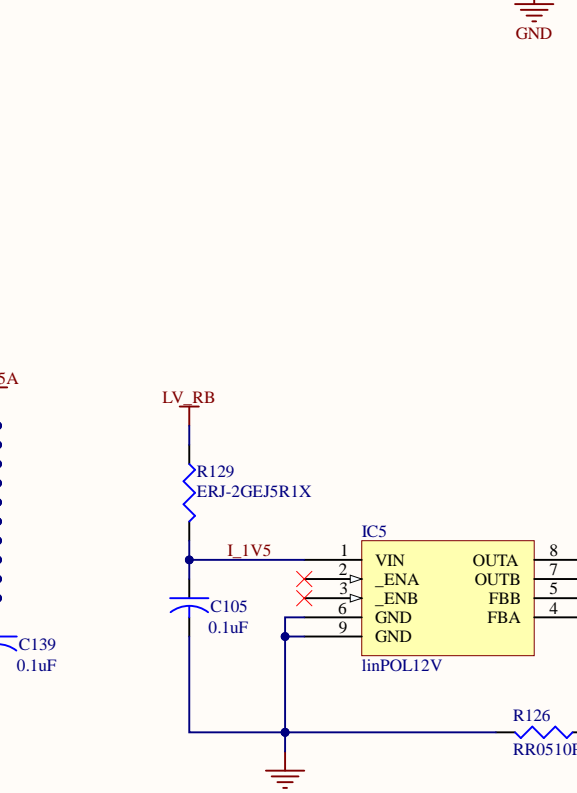 GND
5A
LV_RB
R129
ERJ-2GEJ5R1X
IC5
I_1V5
1
VIN
OUTA
8
2
_ENA
OUTB
7
3
_ENB
FBB
5
6
GND
FBA
4
9
GND
linPOL12V
C105
0.1uF
C139
0.1uF
R126
RR0510